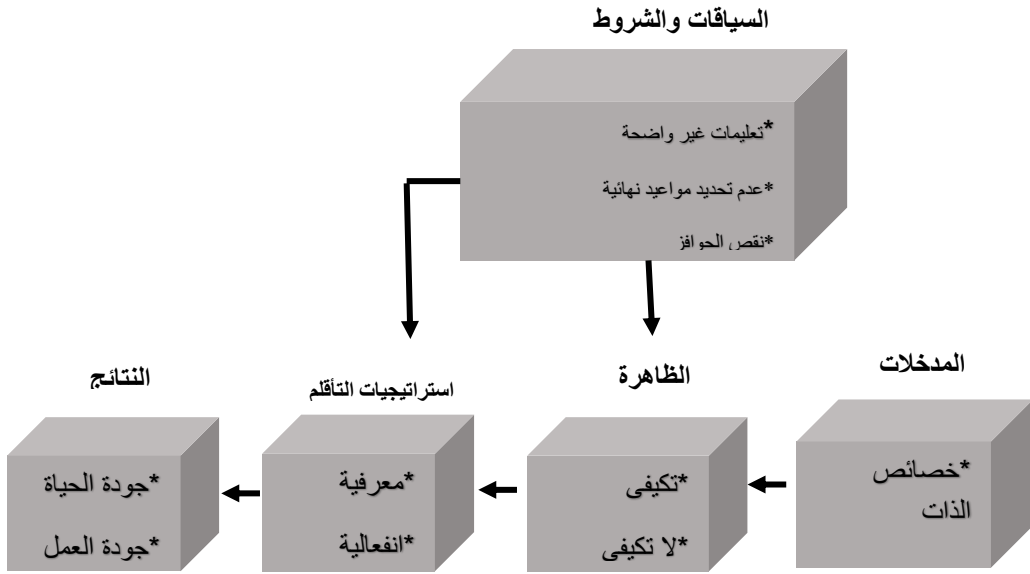 السياقات والشروط
*تعليمات غير واضحة
*عدم تحديد مواعيد نهائية
*نقص الحوافز
المدخلات
*خصائص
الذات
الظاهرة
*تكيفى
*لا تكيفى
استراتيجيات التأقلم
*معرفية
*انفعالية
النتائج
*جودة الحياة
*جودة العمل